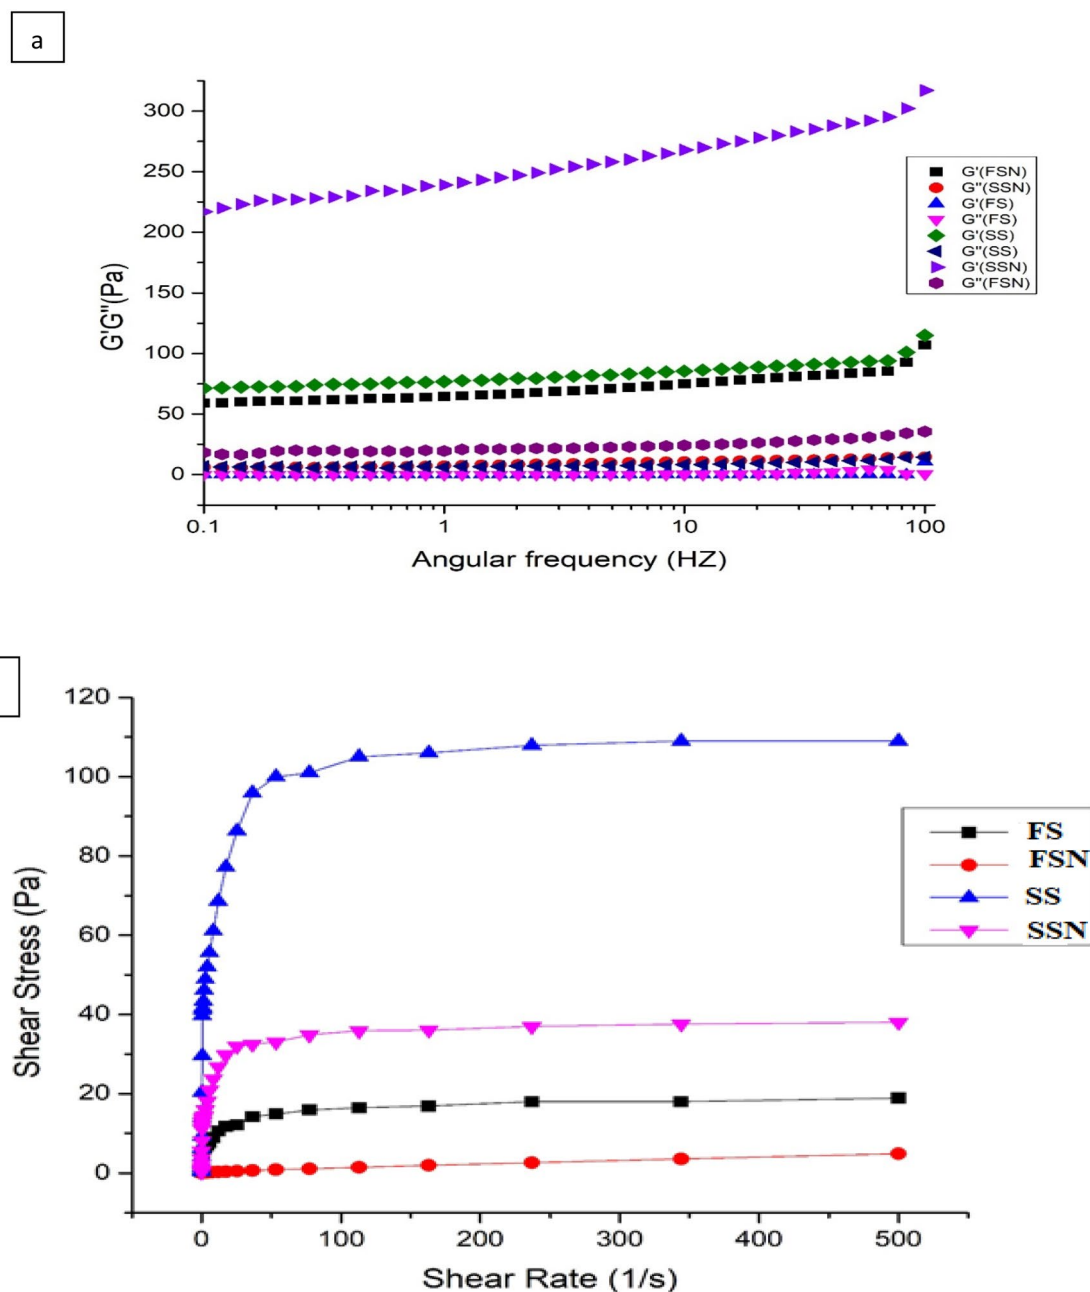 a
300
250
200
150
100
50
0
G'G"(Pa)
0.1 1 10 100
Angular frequency (HZ)
G'(FSN)
G"(SSN)
G'(FS)
G"(FS)
G'(SS)
G"(SS)
G'(SSN)
G"(FSN)
120
100
80
60
40
20
0
Shear Stress (Pa)
0 100 200 300 400 500
Shear Rate (1/s)
FS
FSN
SS
SSN